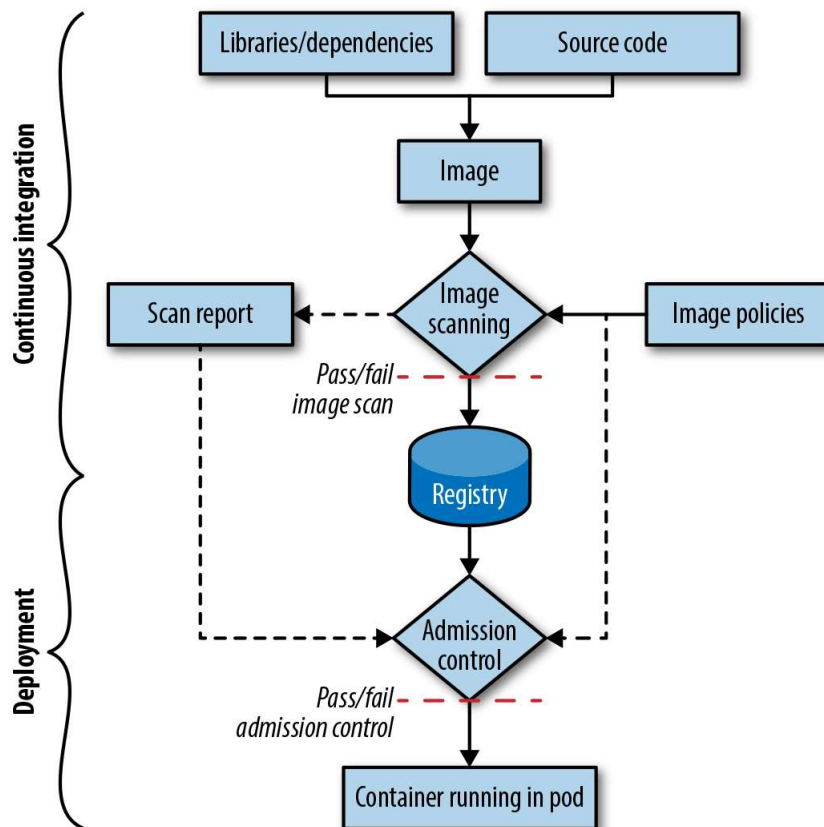 Libraries/dependencies
Source code
Continuous integration
Image
Scan report
Image
scanning
Image policies
Pass/fail
image scan
Registry
Deployment
Admission
control
Pass/fail
admission control
Container running in pod